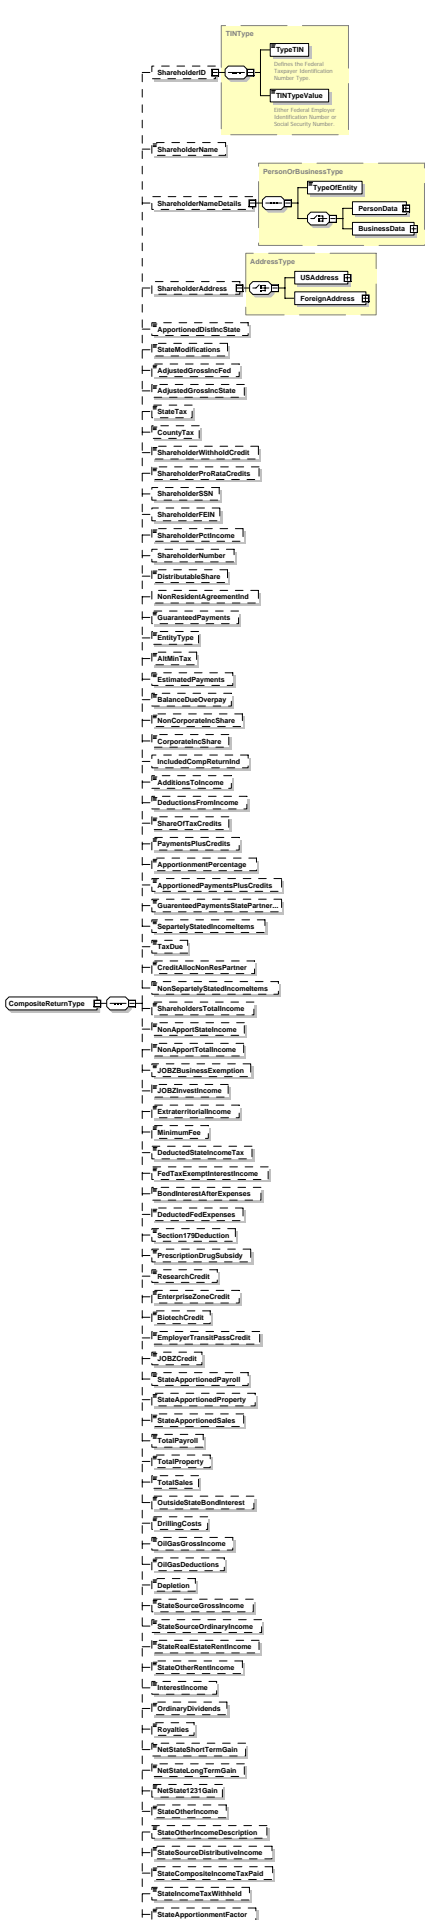 TINType
TypeTIN
ShareholderID
Defines the Federal
Taxpayer Identification
Number Type.
TINTypeValue
Either Federal Employer
Identification Number or
Social Security Number
ShareholderName
PersonOrBusinessType
TypeOfEntity
ShareholderNameDetails
PersonData
BusinessData
AddressType
USAddress
ShareholderAddress
ForeignAddress
ApportionedDistIncState
StateModifications
AdjustedGrossIncFed
AdjustedGrossIncState
StateTax
CountyTax
ShareholderWithholdCredit
ShareholderProRataCredits
ShareholderSSN
ShareholderFEIN
ShareholderPctIncome
ShareholderNumber
DistributableShare
NonResidentAgreementInd
GuaranteedPayments
EntityType
AltMinTax
EstimatedPayments
BalanceDueOverpay
NonCorporateIncShare
CorporateIncShare
IncludedCompReturnInd
AdditionsToIncome
DeductionsFromIncome
ShareOfTaxCredits
PaymentsPlusCredits
ApportionmentPercentage
ApportionedPaymentsPlusCredits
GuarenteedPaymentsStatePartner...
SepartelyStatedIncomeItems
TaxDue
CreditAllocNonResPartner
NonSepartelyStatedIncomeItems
CompositeReturnType
ShareholdersTotalIncome
NonApportStateIncome
NonApportTotalIncome
JOBZBusinessExemption
JOBZInvestIncome
ExtraterritorialIncome
MinimumFee
DeductedStateIncomeTax
FedTaxExemptInterestIncome
BondInterestAfterExpenses
DeductedFedExpenses
Section179Deduction
PrescriptionDrugSubsidy
ResearchCredit
EnterpriseZoneCredit
BiotechCredit
EmployerTransitPassCredit
JOBZCredit
StateApportionedPayroll
StateApportionedProperty
StateApportionedSales
TotalPayroll
TotalProperty
TotalSales
OutsideStateBondInterest
DrillingCosts
OilGasGrossIncome
OilGasDeductions
Depletion
StateSourceGrossIncome
StateSourceOrdinaryIncome
StateRealEstateRentIncome
StateOtherRentIncome
InterestIncome
OrdinaryDividends
Royalties
NetStateShortTermGain
NetStateLongTermGain
NetState1231Gain
StateOtherIncome
StateOtherIncomeDescription
StateSourceDistributiveIncome
StateCompositeIncomeTaxPaid
StateIncomeTaxWithheld
StateApportionmentFactor